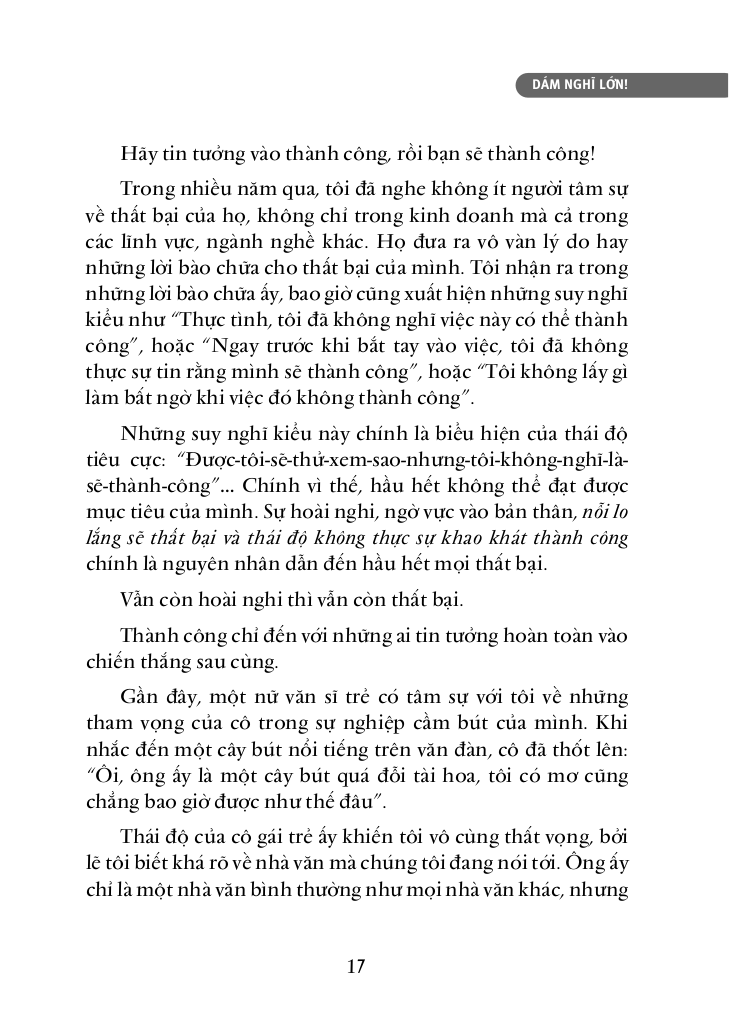 DÁM NGHĨ LỚN!
Hãy tin tưởng vào thành công, rồi bạn sẽ thành công!
Trong nhiều năm qua, tôi đã nghe không ít người tâm sự
về thất bại của họ, không chỉ trong kinh doanh mà cả trong
các lĩnh vực, ngành nghề khác. Họ đưa ra vô vàn lý do hay
những lời bào chữa cho thất bại của mình. Tôi nhận ra trong
những lời bào chữa ấy, bao giờ cũng xuất hiện những suy nghĩ
kiểu như “Thực tình, tôi đã không nghĩ việc này có thể thành
công”, hoặc “Ngay trước khi bắt tay vào việc, tôi đã không
thực sự tin rằng mình sẽ thành công”, hoặc “Tôi không lấy gì
làm bất ngờ khi việc đó không thành công”.
Những suy nghĩ kiểu này chính là biểu hiện của thái độ
tiêu cực: “Được-tôi-sẽ-thử-xem-sao-nhưng-tôi-không-nghĩ-là-
sẽ-thành-công”... Chính vì thế, hầu hết không thể đạt được
mục tiêu của mình. Sự hoài nghi, ngờ vực vào bản thân, nỗi lo
lắng sẽ thất bại và thái độ không thực sự khao khát thành công
chính là nguyên nhân dẫn đến hầu hết mọi thất bại.
Vẫn còn hoài nghi thì vẫn còn thất bại.
Thành công chỉ đến với những ai tin tưởng hoàn toàn vào
chiến thắng sau cùng.
Gần đây, một nữ văn sĩ trẻ có tâm sự với tôi về những
tham vọng của cô trong sự nghiệp cầm bút của mình. Khi
nhắc đến một cây bút nổi tiếng trên văn đàn, cô đã thốt lên:
“Ôi, ông ấy là một cây bút quá đỗi tài hoa, tôi có mơ cũng
chẳng bao giờ được như thế đâu”.
Thái độ của cô gái trẻ ấy khiến tôi vô cùng thất vọng, bởi
lẽ tôi biết khá rõ về nhà văn mà chúng tôi đang nói tới. Ông ấy
chỉ là một nhà văn bình thường như mọi nhà văn khác, nhưng
17